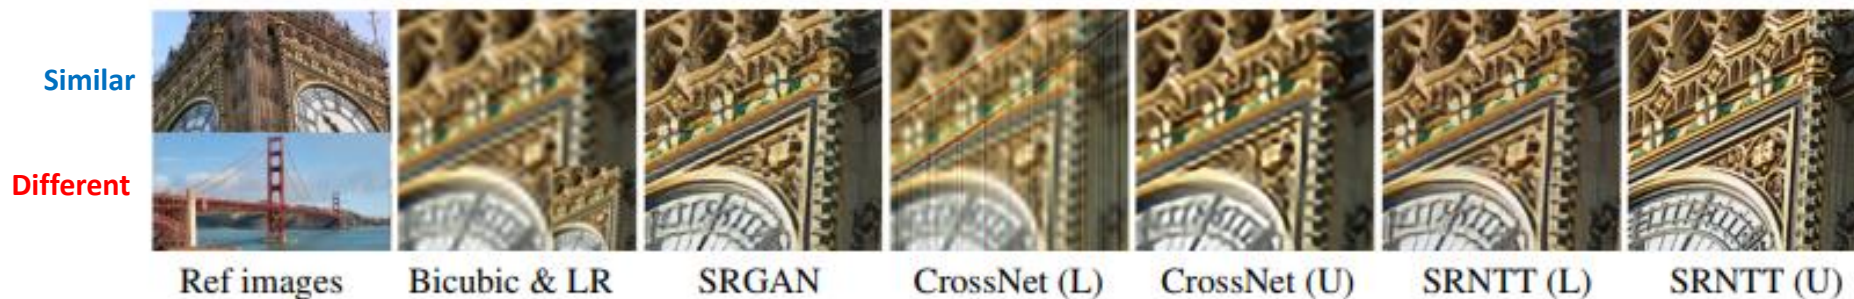 Similar
Different
Ref images
Bicubic & LR
SRGAN
CrossNet (L)
CrossNet (U)
SRNTT (L)
SRNTT (U)